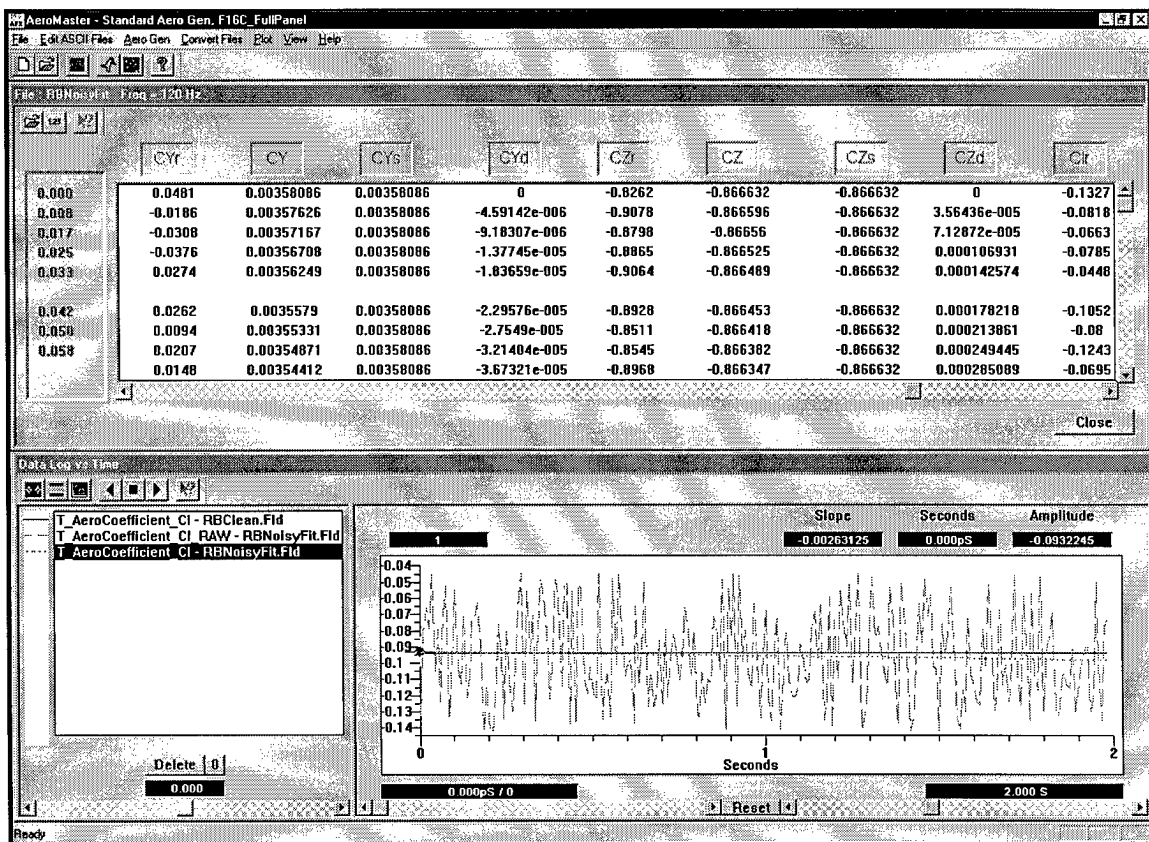 AeroMaster - Standard Aero Gen, F16C_FullPanel
File Edit ASCII Files Aero Gen Convert Files Plot View Help
File : RBNoisyFit Freq = 120 Hz
CYr CY CYs CYd CZr CZ CZs CZd Clr
0.000 0.0481 0.00358086 0.00358086 0 -0.8262 -0.866632 -0.866632 0 -0.1327
0.008 -0.0186 0.00357626 0.00358086 -4.59142e-006 -0.9078 -0.866596 -0.866632 3.56436e-005 -0.0818
0.017 -0.0308 0.00357167 0.00358086 -9.18307e-006 -0.8798 -0.86656 -0.866632 7.12872e-005 -0.0663
0.025 -0.0376 0.00356708 0.00358086 -1.37745e-005 -0.8865 -0.866525 -0.866632 0.000106931 -0.0785
0.033 0.0274 0.00356249 0.00358086 -1.83659e-005 -0.9064 -0.866489 -0.866632 0.000142574 -0.0448
0.042 0.0262 0.0035579 0.00358086 -2.29576e-005 -0.8928 -0.866453 -0.866632 0.000178218 -0.1052
0.050 0.0094 0.00355331 0.00358086 -2.7549e-005 -0.8511 -0.866418 -0.866632 0.000213861 -0.08
0.058 0.0207 0.00354871 0.00358086 -3.21404e-005 -0.8545 -0.866382 -0.866632 0.000249445 -0.1243
0.0148 0.00354412 0.00358086 -3.67321e-005 -0.8968 -0.866347 -0.866632 0.000285089 -0.0695
Close
Data Log vs Time
T_AeroCoefficient_Cl - RBClean.Fld
T_AeroCoefficient_Cl_RAW - RBNoisyFit.Fld
T_AeroCoefficient_Cl - RBNoisyFit.Fld
Delete 0
0.000
Slope Seconds Amplitude
1 -0.00263125 0.000pS -0.0932245
-0.04
-0.05
-0.06
-0.07
-0.08
-0.09
-0.1
-0.11
-0.12
-0.13
-0.14
0 1 2
Seconds
0.000pS / 0 Reset 2.000 S
Ready